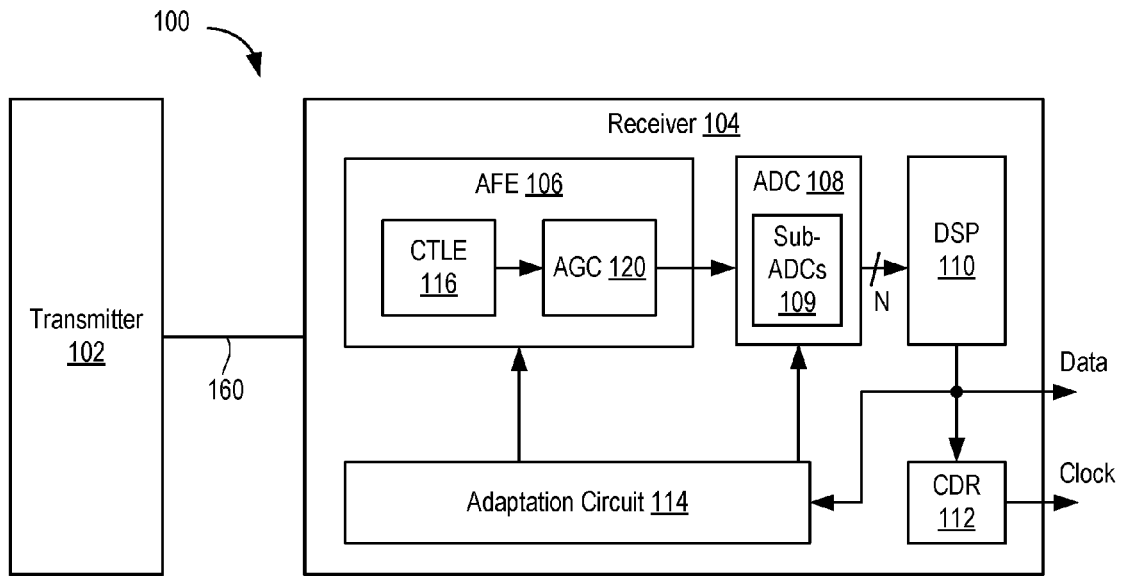 100
Receiver 104
AFE 106
ADC 108
CTLE
116
AGC 120
Sub-
ADCs
109
N
DSP
110
Transmitter
102
160
Data
Adaptation Circuit 114
CDR
112
Clock